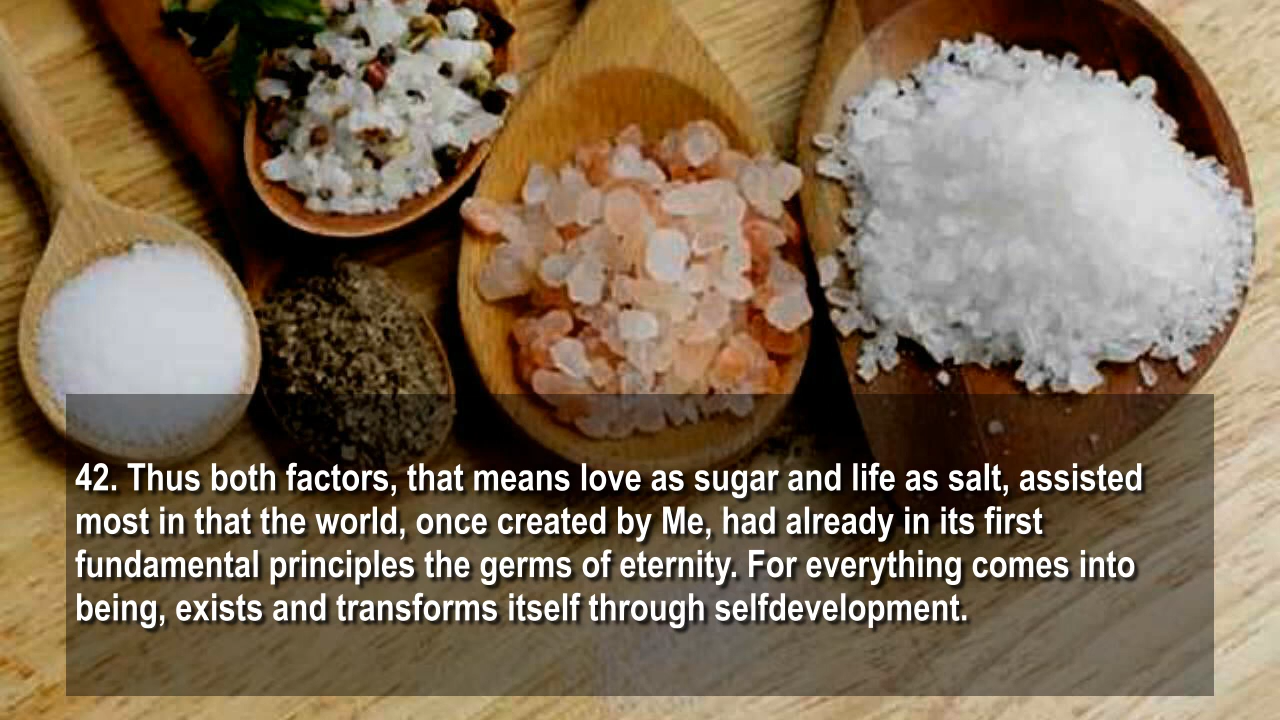 42. Thus both factors, that means love as sugar and life as salt, assisted
most in that the world, once created by Me, had already in its first
fundamental principles the germs of eternity. For everything comes into
being, exists and transforms itself through selfdevelopment.